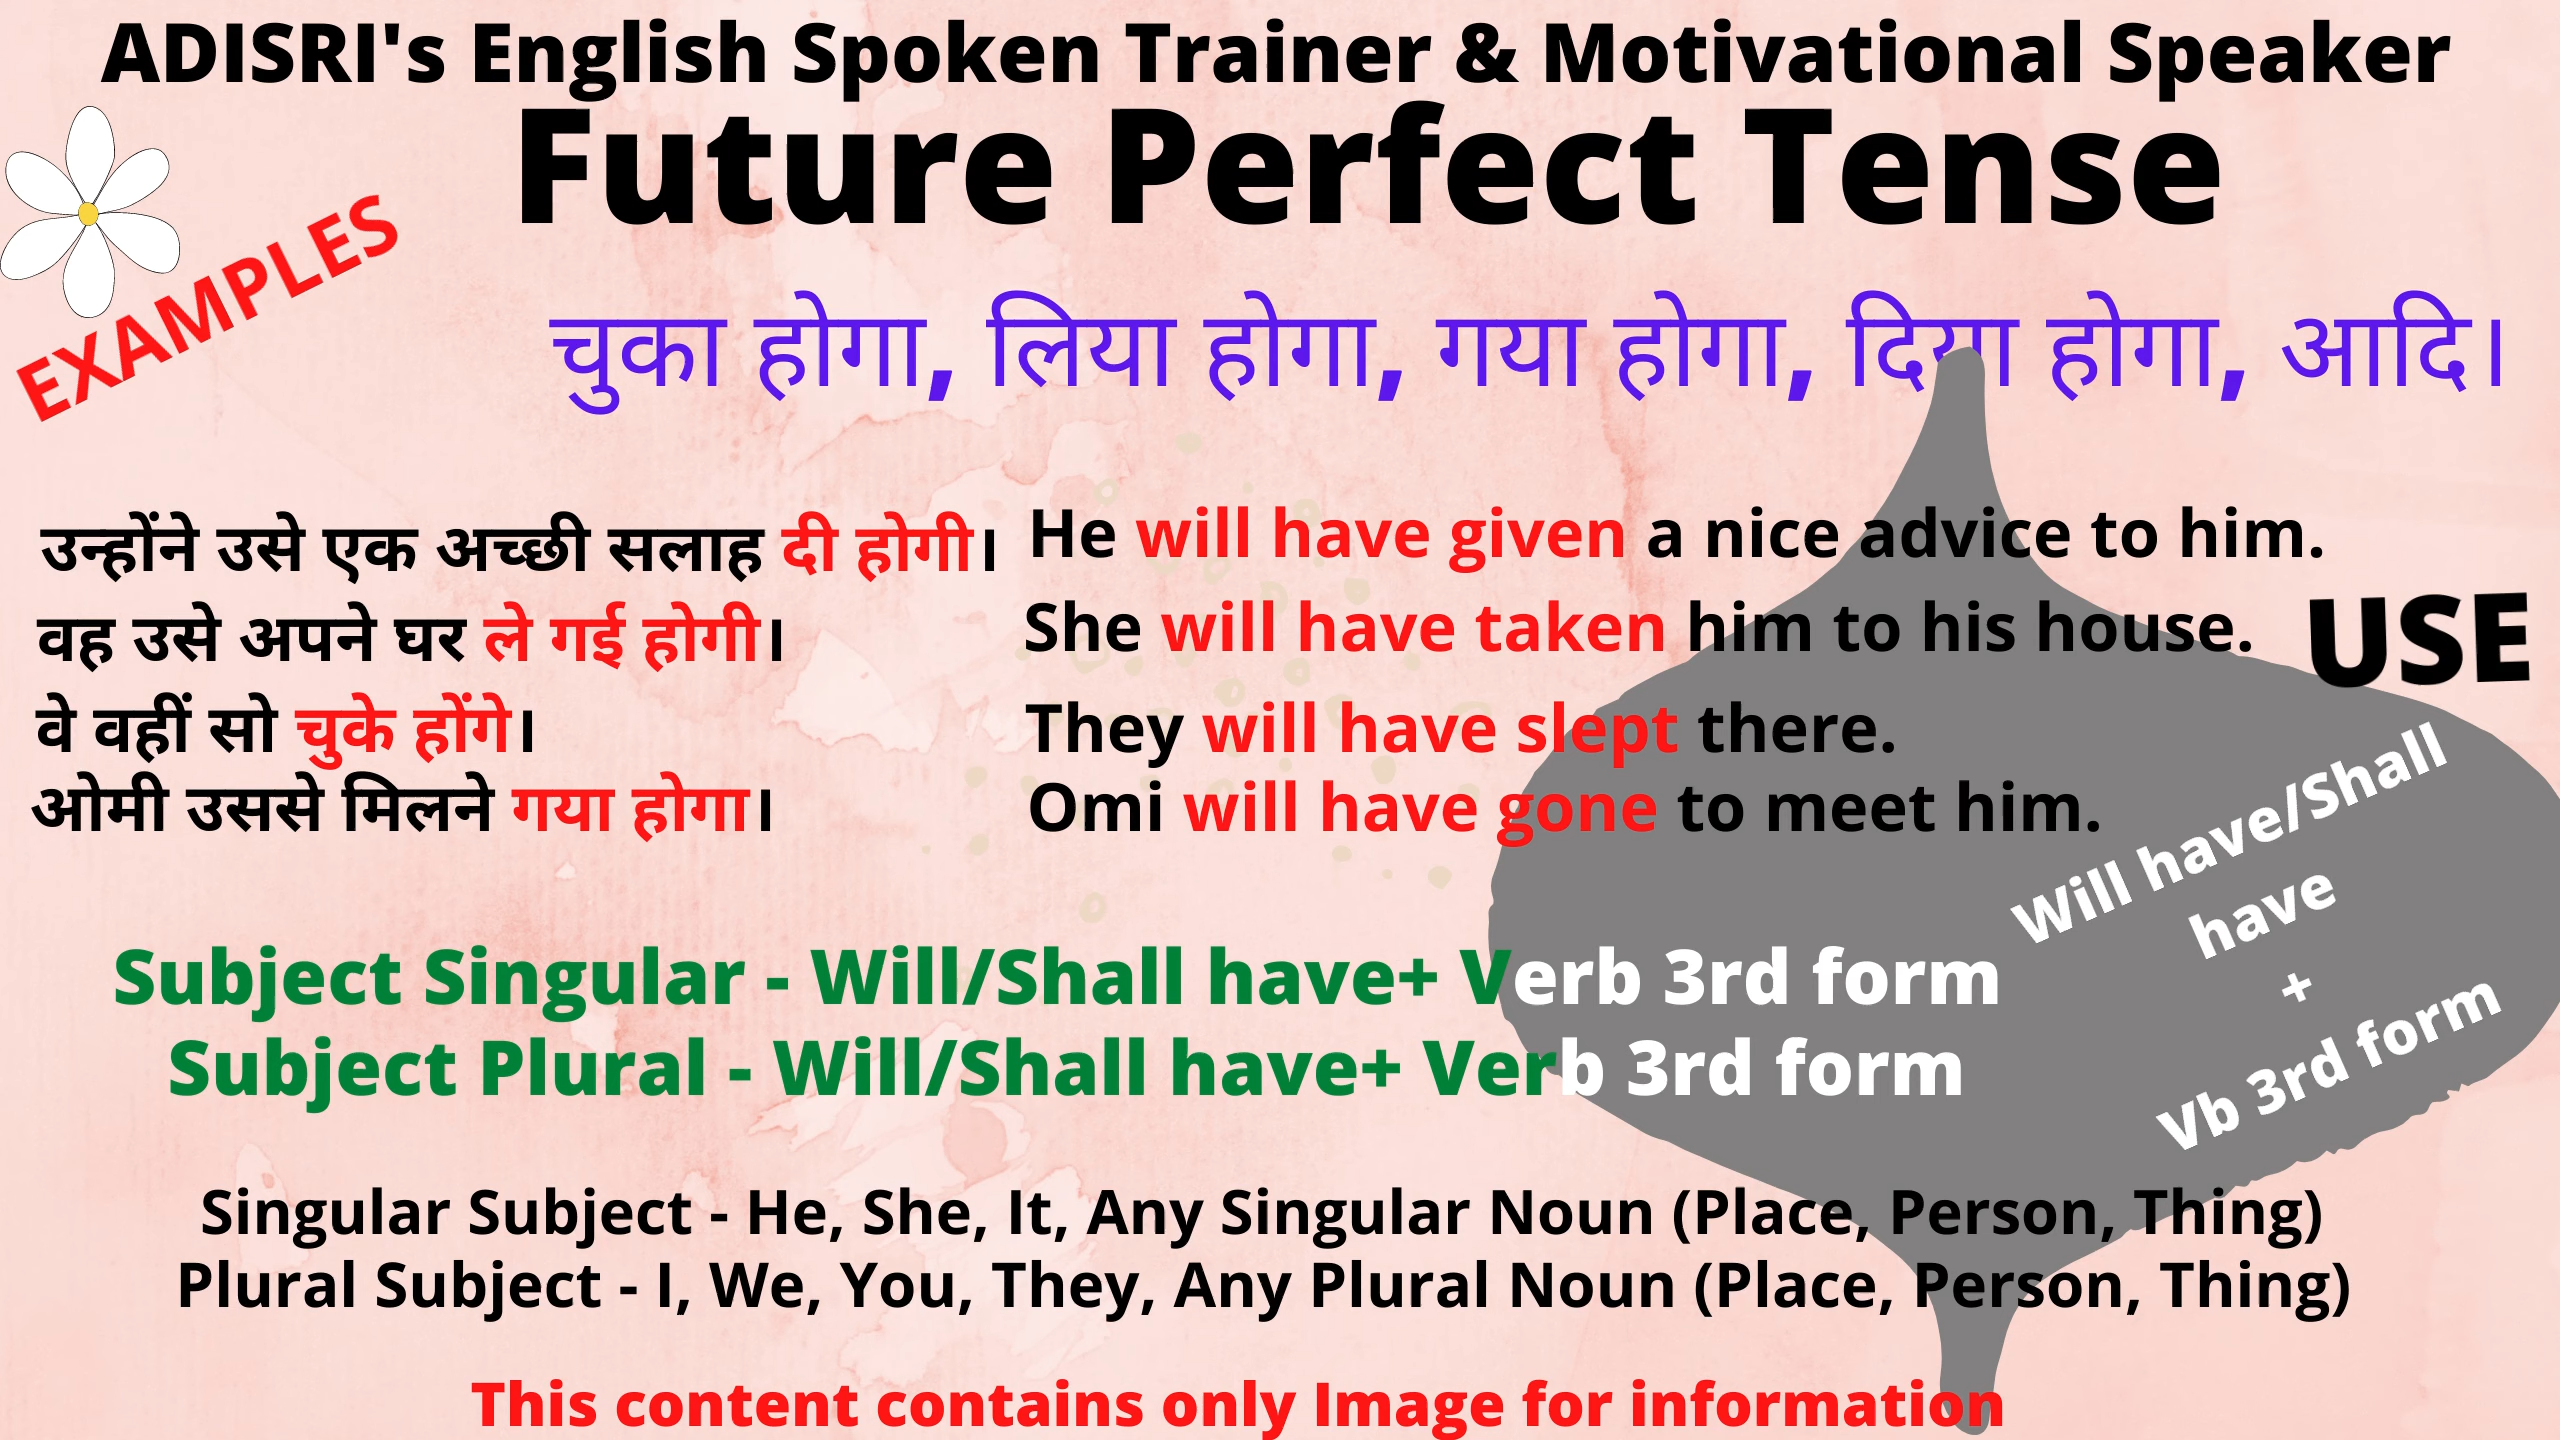 ADISRI's English Spoken Trainer & Motivational Speaker
Future Perfect Tense
EXAMPLES
चुका होगा, लिया होगा, गया होगा, दिया होगा, आदि।
उन्होंने उसे एक अच्छी सलाह दी होगी।
He will have given a nice advice to him.
वह उसे अपने घर ले गई होगी।
She will have taken him to his house.
USE
वे वहीं सो चुके होंगे।
They will have slept there.
ओमी उससे मिलने गया होगा।
Omi will have gone to meet him.
Will have/Shall
have
+
Vb 3rd form
Subject Singular - Will/Shall have+ Verb 3rd form
Subject Plural - Will/Shall have+ Verb 3rd form
Singular Subject - He, She, It, Any Singular Noun (Place, Person, Thing)
Plural Subject - I, We, You, They, Any Plural Noun (Place, Person, Thing)
This content contains only Image for information